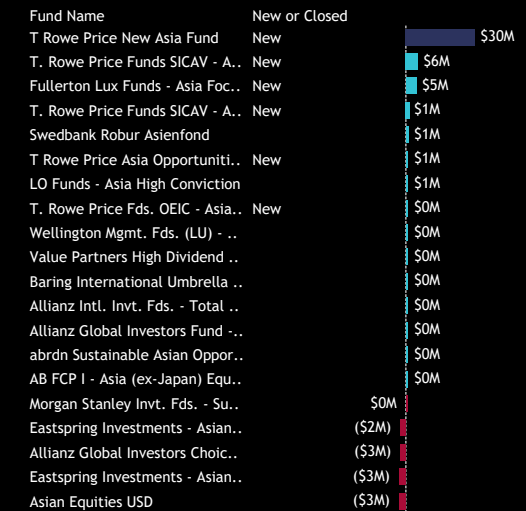 Fund Name New or Closed
T Rowe Price New Asia Fund New $30M
T. Rowe Price Funds SICAV - A.. New $6M
Fullerton Lux Funds - Asia Foc.. New $5M
T. Rowe Price Funds SICAV - A.. New $1M
Swedbank Robur Asienfond $1M
T Rowe Price Asia Opportuniti.. New $1M
LO Funds - Asia High Conviction $1M
T. Rowe Price Fds. OEIC - Asia.. New $0M
Wellington Mgmt. Fds. (LU) - .. $0M
Value Partners High Dividend .. $0M
Baring International Umbrella .. $0M
Allianz Intl. Invt. Fds. - Total .. $0M
Allianz Global Investors Fund -.. $0M
abrdn Sustainable Asian Oppor.. $0M
AB FCP I - Asia (ex-Japan) Equ.. $0M
Morgan Stanley Invt. Fds. - Su.. $0M
Eastspring Investments - Asian.. ($2M)
Allianz Global Investors Choic.. ($3M)
Eastspring Investments - Asian.. ($3M)
Asian Equities USD ($3M)